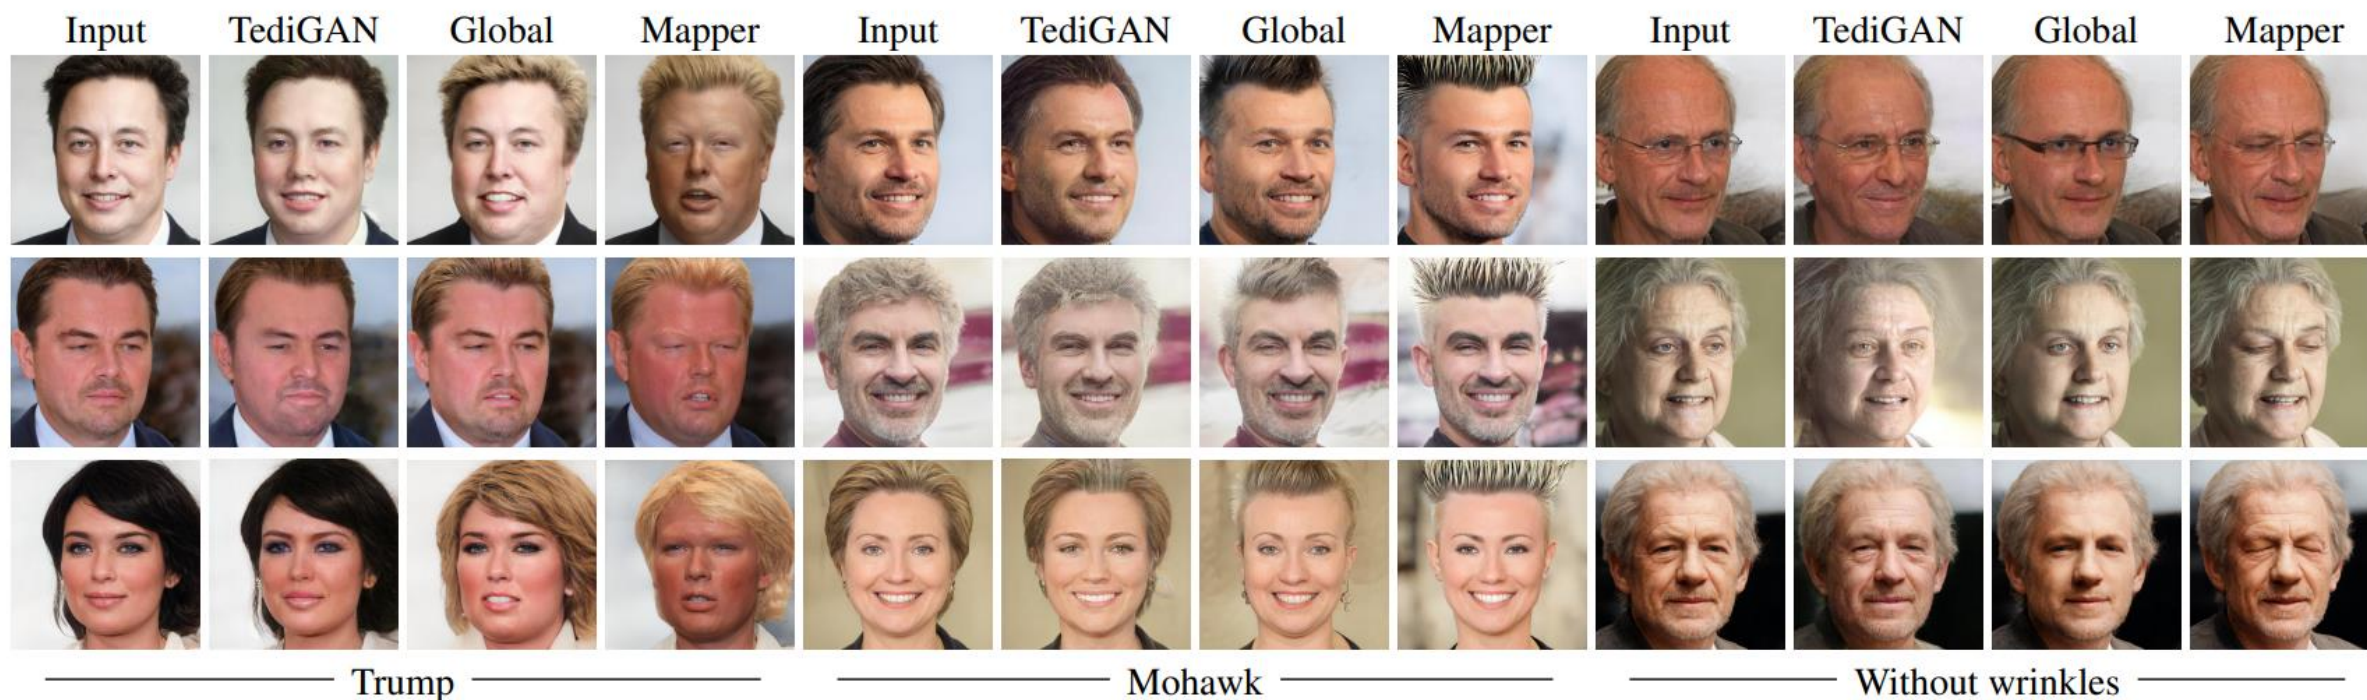 Input TediGAN Global Mapper Input TediGAN Global Mapper Input TediGAN Global Mapper
Trump Mohawk Without wrinkles